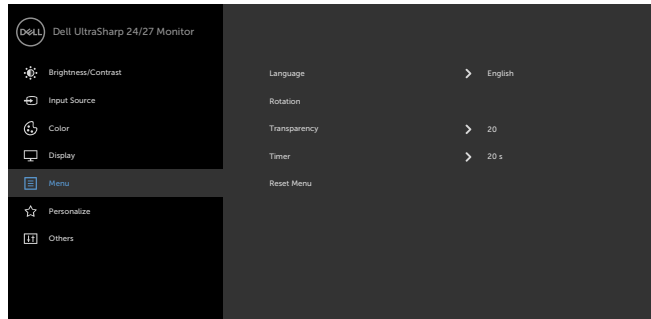 DELL Dell UltraSharp 24/27 Monitor
Brightness/Contrast
Input Source
Color
Display
Menu
Personalize
Others
Language > English
Rotation
Transparency > 20
Timer > 20 s
Reset Menu